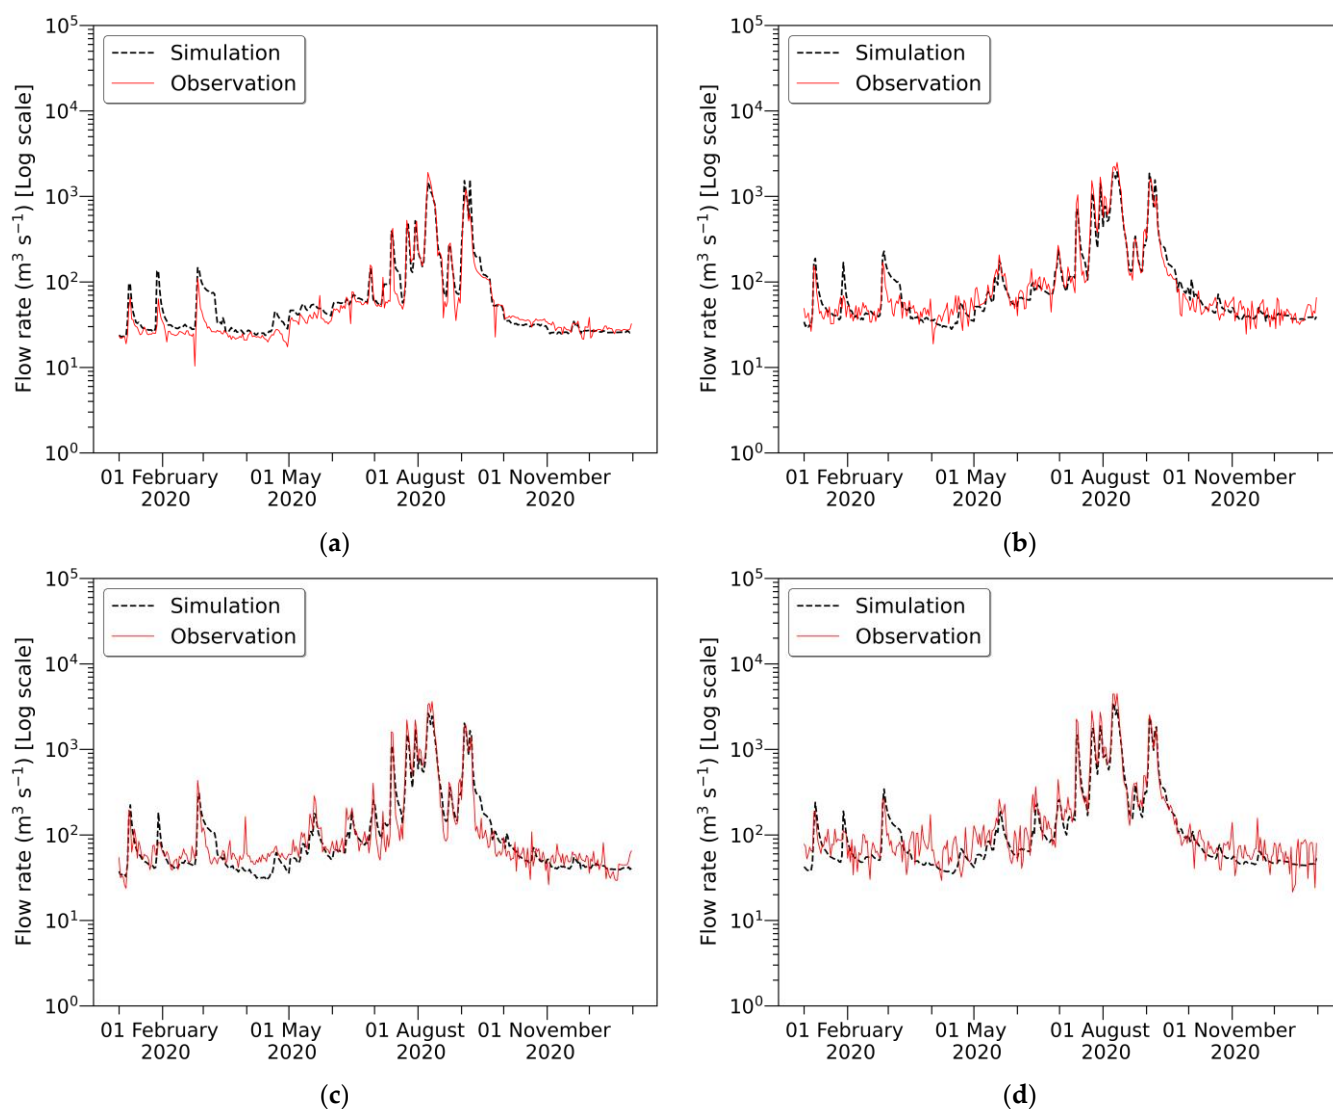 10⁵
10⁴
10³
10²
10¹
10⁰
Flow rate (m³ s⁻¹) [Log scale]
Simulation
Observation
01 February 01 May 01 August 01 November
2020 2020 2020 2020
(a)
10⁵
10⁴
10³
10²
10¹
10⁰
Flow rate (m³ s⁻¹) [Log scale]
Simulation
Observation
01 February 01 May 01 August 01 November
2020 2020 2020 2020
(b)
10⁵
10⁴
10³
10²
10¹
10⁰
Flow rate (m³ s⁻¹) [Log scale]
Simulation
Observation
01 February 01 May 01 August 01 November
2020 2020 2020 2020
(c)
10⁵
10⁴
10³
10²
10¹
10⁰
Flow rate (m³ s⁻¹) [Log scale]
Simulation
Observation
01 February 01 May 01 August 01 November
2020 2020 2020 2020
(d)